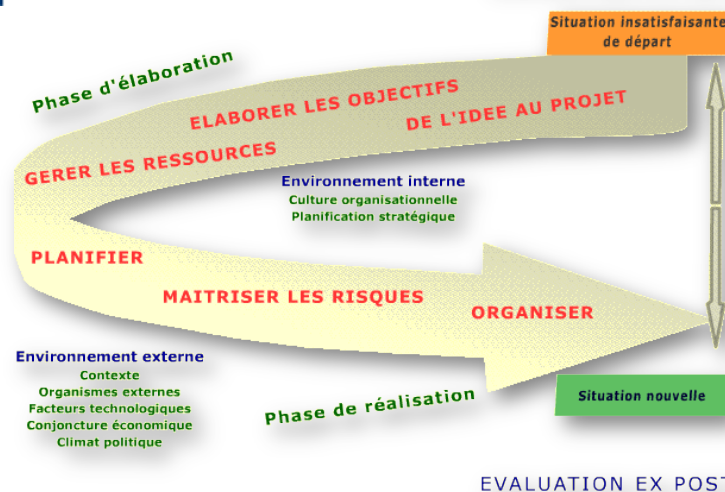 Situation insatisfaisante
de départ
Phase d'élaboration
ELABORER LES OBJECTIFS
DE L'IDEE AU PROJET
GERER LES RESSOURCES
Environnement interne
Culture organisationnelle
Planification stratégique
PLANIFIER
MAITRISER LES RISQUES
ORGANISER
Environnement externe
Contexte
Organismes externes
Facteurs technologiques
Conjoncture économique
Climat politique
Phase de réalisation
Situation nouvelle
EVALUATION EX POST